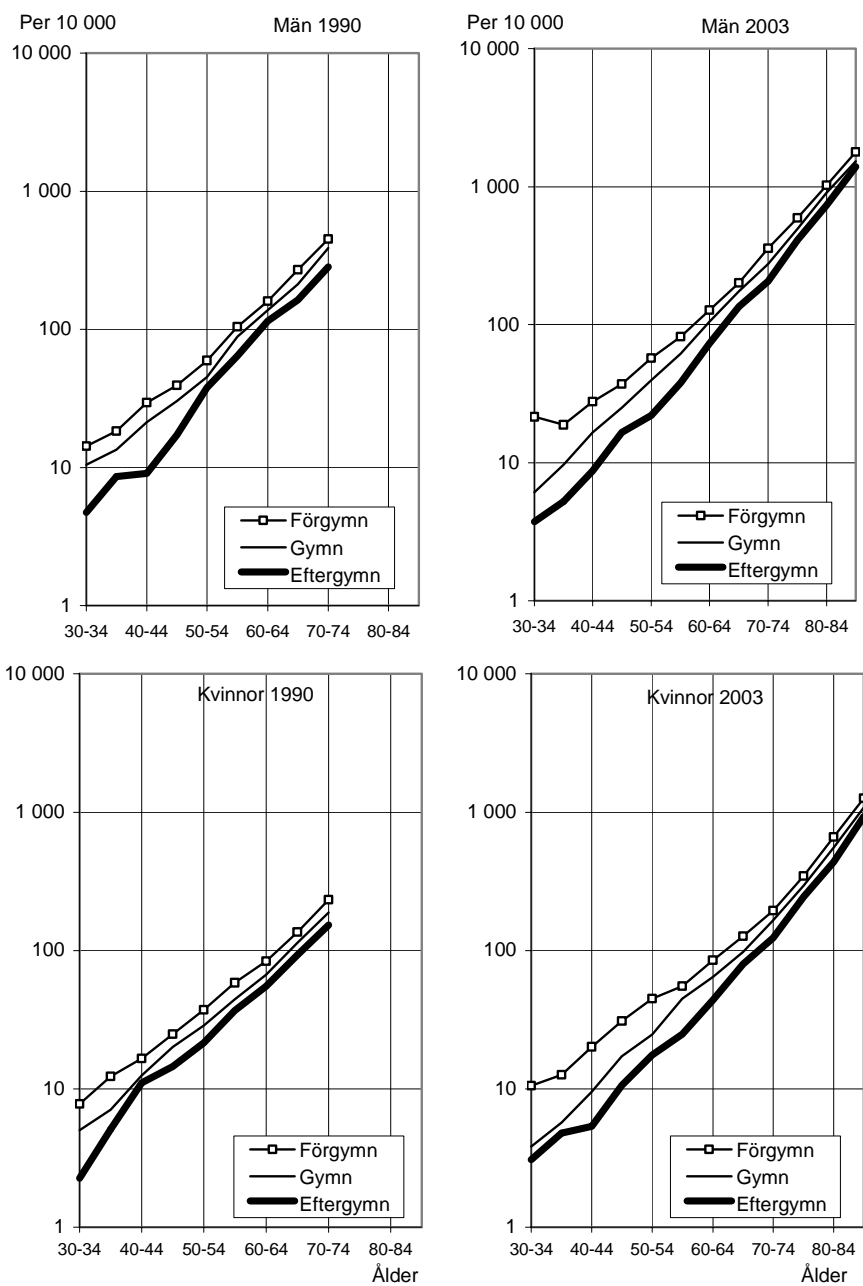 Per 10 000
Män 1990
10 000
1 000
100
10
1
Förgymn
Gymn
Eftergymn
30-34 40-44 50-54 60-64 70-74 80-84
Per 10 000
Män 2003
10 000
1 000
100
10
1
Förgymn
Gymn
Eftergymn
30-34 40-44 50-54 60-64 70-74 80-84
Kvinnor 1990
10 000
1 000
100
10
1
Förgymn
Gymn
Eftergymn
30-34 40-44 50-54 60-64 70-74 80-84
Ålder
Kvinnor 2003
10 000
1 000
100
10
1
Förgymn
Gymn
Eftergymn
30-34 40-44 50-54 60-64 70-74 80-84
Ålder